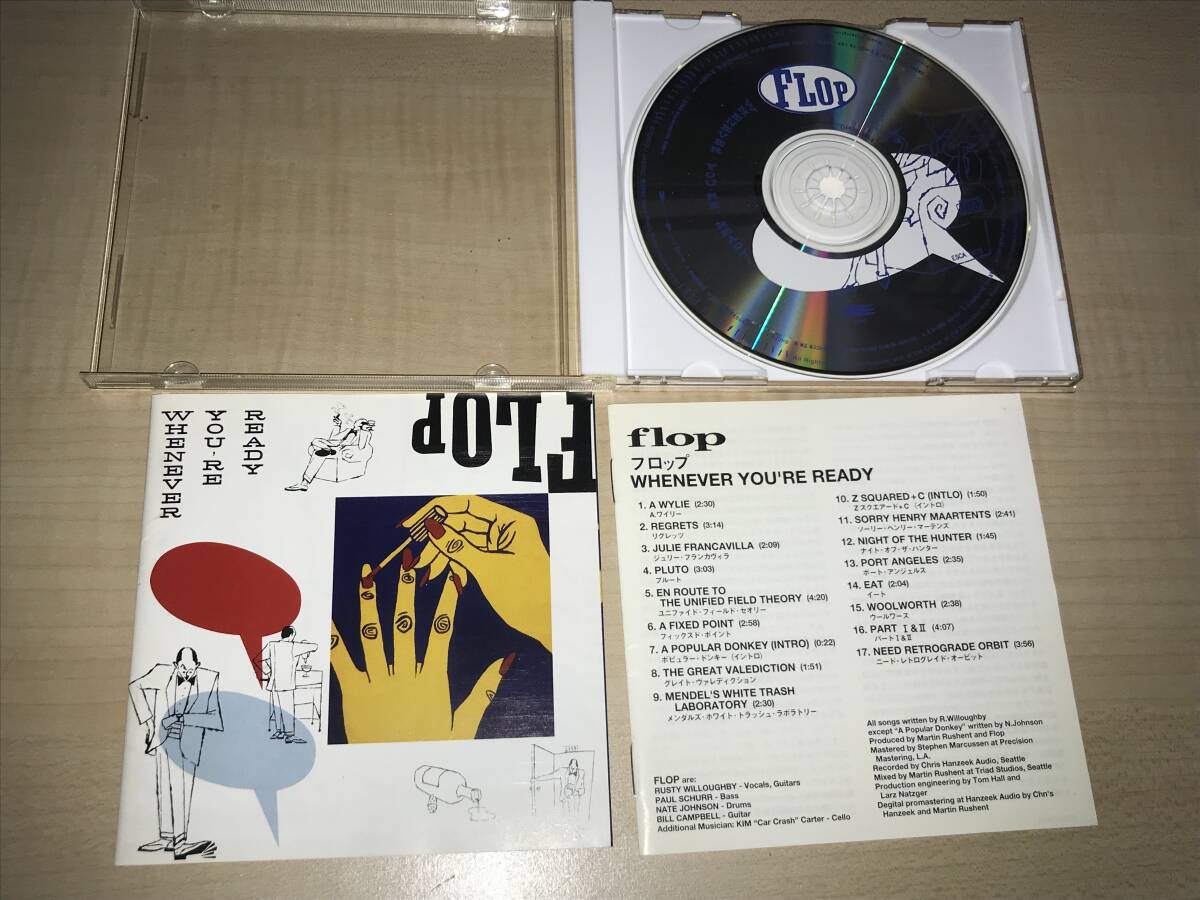 FLOP
ESCA
All Rights
WHENEVER
YOU'RE
READY
FLOP
flop
フロップ
WHENEVER YOU'RE READY
1. A WYLIE (2:30)
A.ワイリー
2. REGRETS (3:14)
リグレッツ
3. JULIE FRANCAVILLA (2:09)
ジュリー・フランカヴィラ
4. PLUTO (3:03)
プルート
5. EN ROUTE TO
THE UNIFIED FIELD THEORY (4:20)
ユニファイド・フィールド・セオリー
6. A FIXED POINT (2:58)
フィックスド・ポイント
7. A POPULAR DONKEY (INTRO) (0:22)
ポピュラー・ドンキー（イントロ）
8. THE GREAT VALEDICTION (1:51)
グレイト・ヴァレディクション
9. MENDEL'S WHITE TRASH
LABORATORY (2:30)
メンダルズ・ホワイト・トラッシュ・ラボラトリー
10. Z SQUARED+C (INTLO) (1:50)
Zスクエアード+C（イントロ）
11. SORRY HENRY MAARTENTS (2:41)
ソーリー・ヘンリー・マーテンズ
12. NIGHT OF THE HUNTER (1:45)
ナイト・オブ・ザ・ハンター
13. PORT ANGELES (2:35)
ポート・アンジェルス
14. EAT (2:04)
イート
15. WOOLWORTH (2:38)
ウールワース
16. PART I&II (4:07)
パートI&II
17. NEED RETROGRADE ORBIT (3:56)
ニード・レトログレイド・オービット
All songs written by R.Willoughby
except "A Popular Donkey" written by N.Johnson
Produced by Martin Rushent and Flop
Mastered by Stephen Marcussen at Precision
Mastering, L.A.
Recorded by Chris Hanzeek Audio, Seattle
Mixed by Martin Rushent at Triad Studios, Seattle
Production engineering by Tom Hall and
Larz Natzger
Degital promastering at Hanzeek Audio by Chn's
Hanzeek and Martin Rushent
FLOP are:
RUSTY WILLOUGHBY - Vocals, Guitars
PAUL SCHURR - Bass
NATE JOHNSON - Drums
BILL CAMPBELL - Guitar
Additional Musician: KIM "Car Crash" Carter - Cello